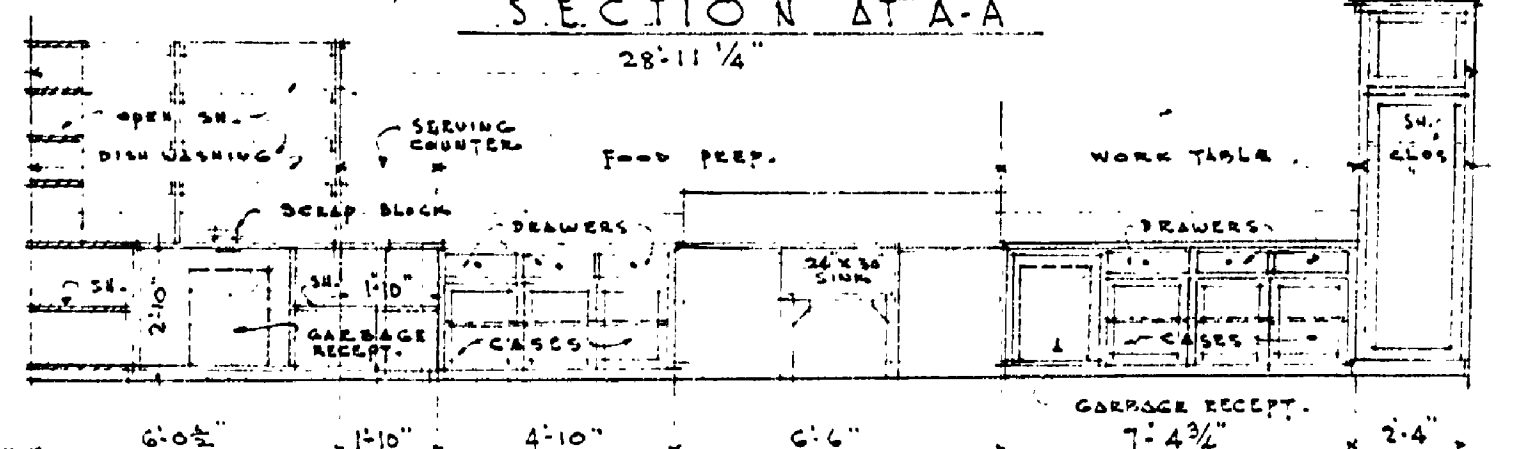 SECTION AT A-A
28'-11 1/4"
OPEN SH.
DISH WASHING
SERVING
COUNTER
FOOD PREP.
WORK TABLE.
SH.
CLOS
SCRAP BLOCK
DRAWERS
DRAWERS
SH.
2'-10"
SH.
1'-10"
24 X 30
SINK
GARBAGE
RECEPT.
CASES
CASES
GARBAGE RECEPT.
6'-0 1/2"
1'-10"
4'-10"
6'-6"
7'-4 3/4"
2'-4"